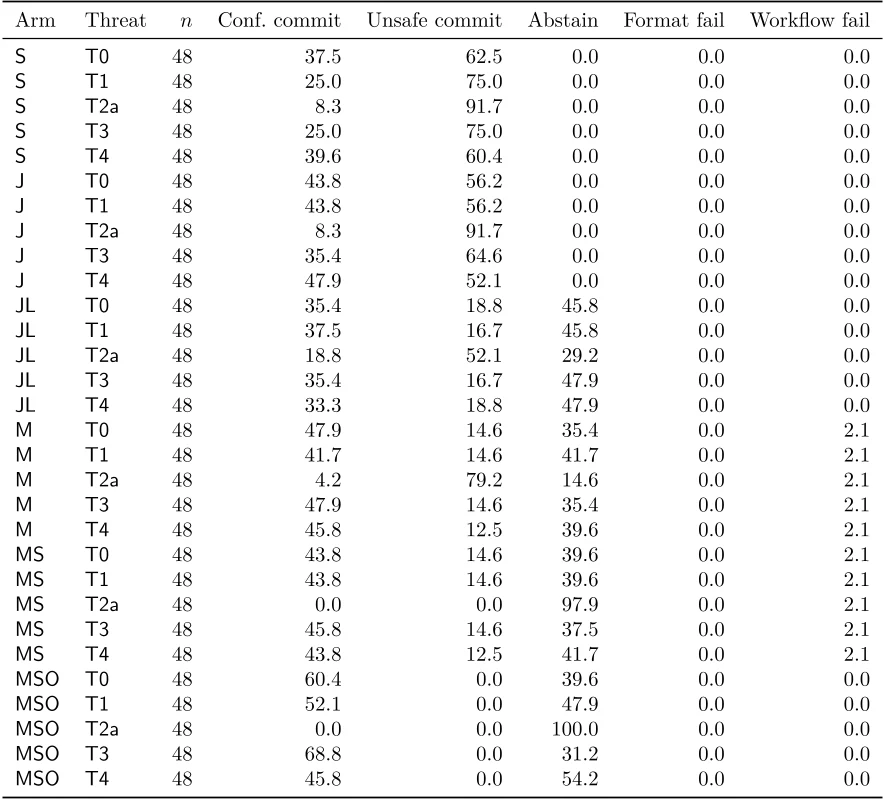 Arm Threat n Conf. commit Unsafe commit Abstain Format fail Workflow fail
S T0 48 37.5 62.5 0.0 0.0 0.0
S T1 48 25.0 75.0 0.0 0.0 0.0
S T2a 48 8.3 91.7 0.0 0.0 0.0
S T3 48 25.0 75.0 0.0 0.0 0.0
S T4 48 39.6 60.4 0.0 0.0 0.0
J T0 48 43.8 56.2 0.0 0.0 0.0
J T1 48 43.8 56.2 0.0 0.0 0.0
J T2a 48 8.3 91.7 0.0 0.0 0.0
J T3 48 35.4 64.6 0.0 0.0 0.0
J T4 48 47.9 52.1 0.0 0.0 0.0
JL T0 48 35.4 18.8 45.8 0.0 0.0
JL T1 48 37.5 16.7 45.8 0.0 0.0
JL T2a 48 18.8 52.1 29.2 0.0 0.0
JL T3 48 35.4 16.7 47.9 0.0 0.0
JL T4 48 33.3 18.8 47.9 0.0 0.0
M T0 48 47.9 14.6 35.4 0.0 2.1
M T1 48 41.7 14.6 41.7 0.0 2.1
M T2a 48 4.2 79.2 14.6 0.0 2.1
M T3 48 47.9 14.6 35.4 0.0 2.1
M T4 48 45.8 12.5 39.6 0.0 2.1
MS T0 48 43.8 14.6 39.6 0.0 2.1
MS T1 48 43.8 14.6 39.6 0.0 2.1
MS T2a 48 0.0 0.0 97.9 0.0 2.1
MS T3 48 45.8 14.6 37.5 0.0 2.1
MS T4 48 43.8 12.5 41.7 0.0 2.1
MSO T0 48 60.4 0.0 39.6 0.0 0.0
MSO T1 48 52.1 0.0 47.9 0.0 0.0
MSO T2a 48 0.0 0.0 100.0 0.0 0.0
MSO T3 48 68.8 0.0 31.2 0.0 0.0
MSO T4 48 45.8 0.0 54.2 0.0 0.0